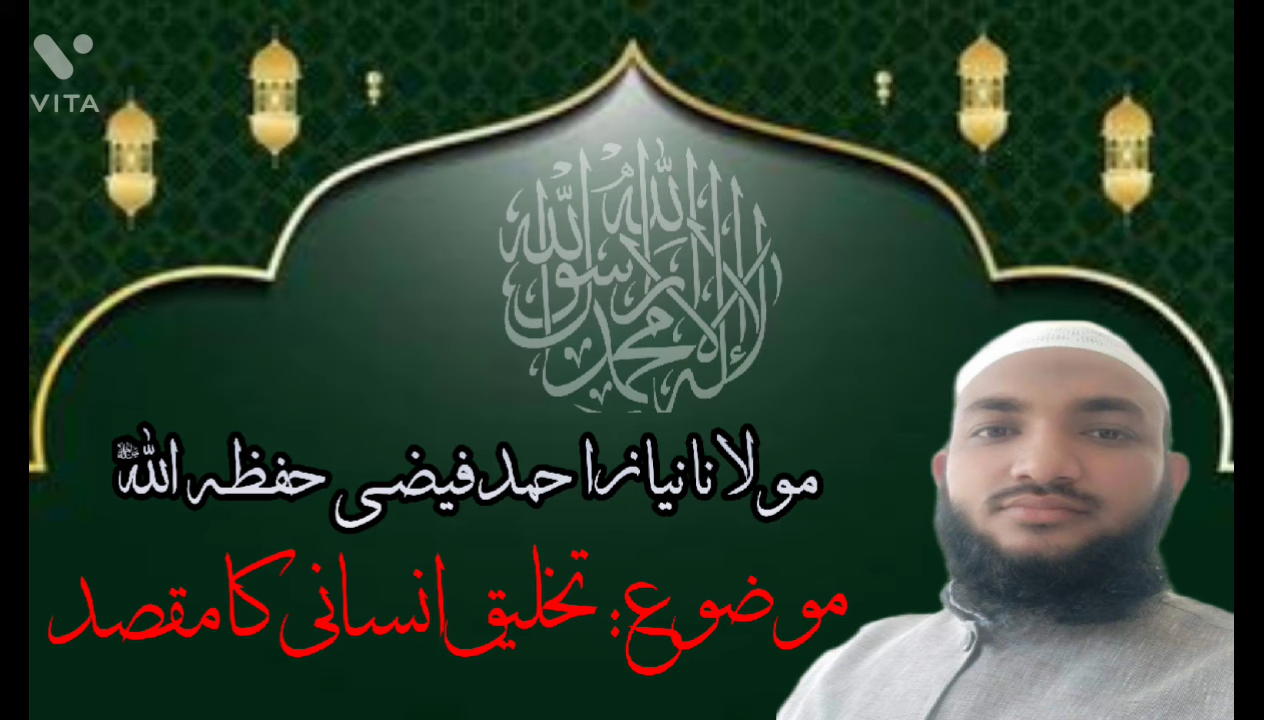 VITA
لا إله إلا الله محمد رسول الله
مولانا نیاز احمد فیضی حفظہ اللہ
موضوع: تخلیق انسانی کا مقصد